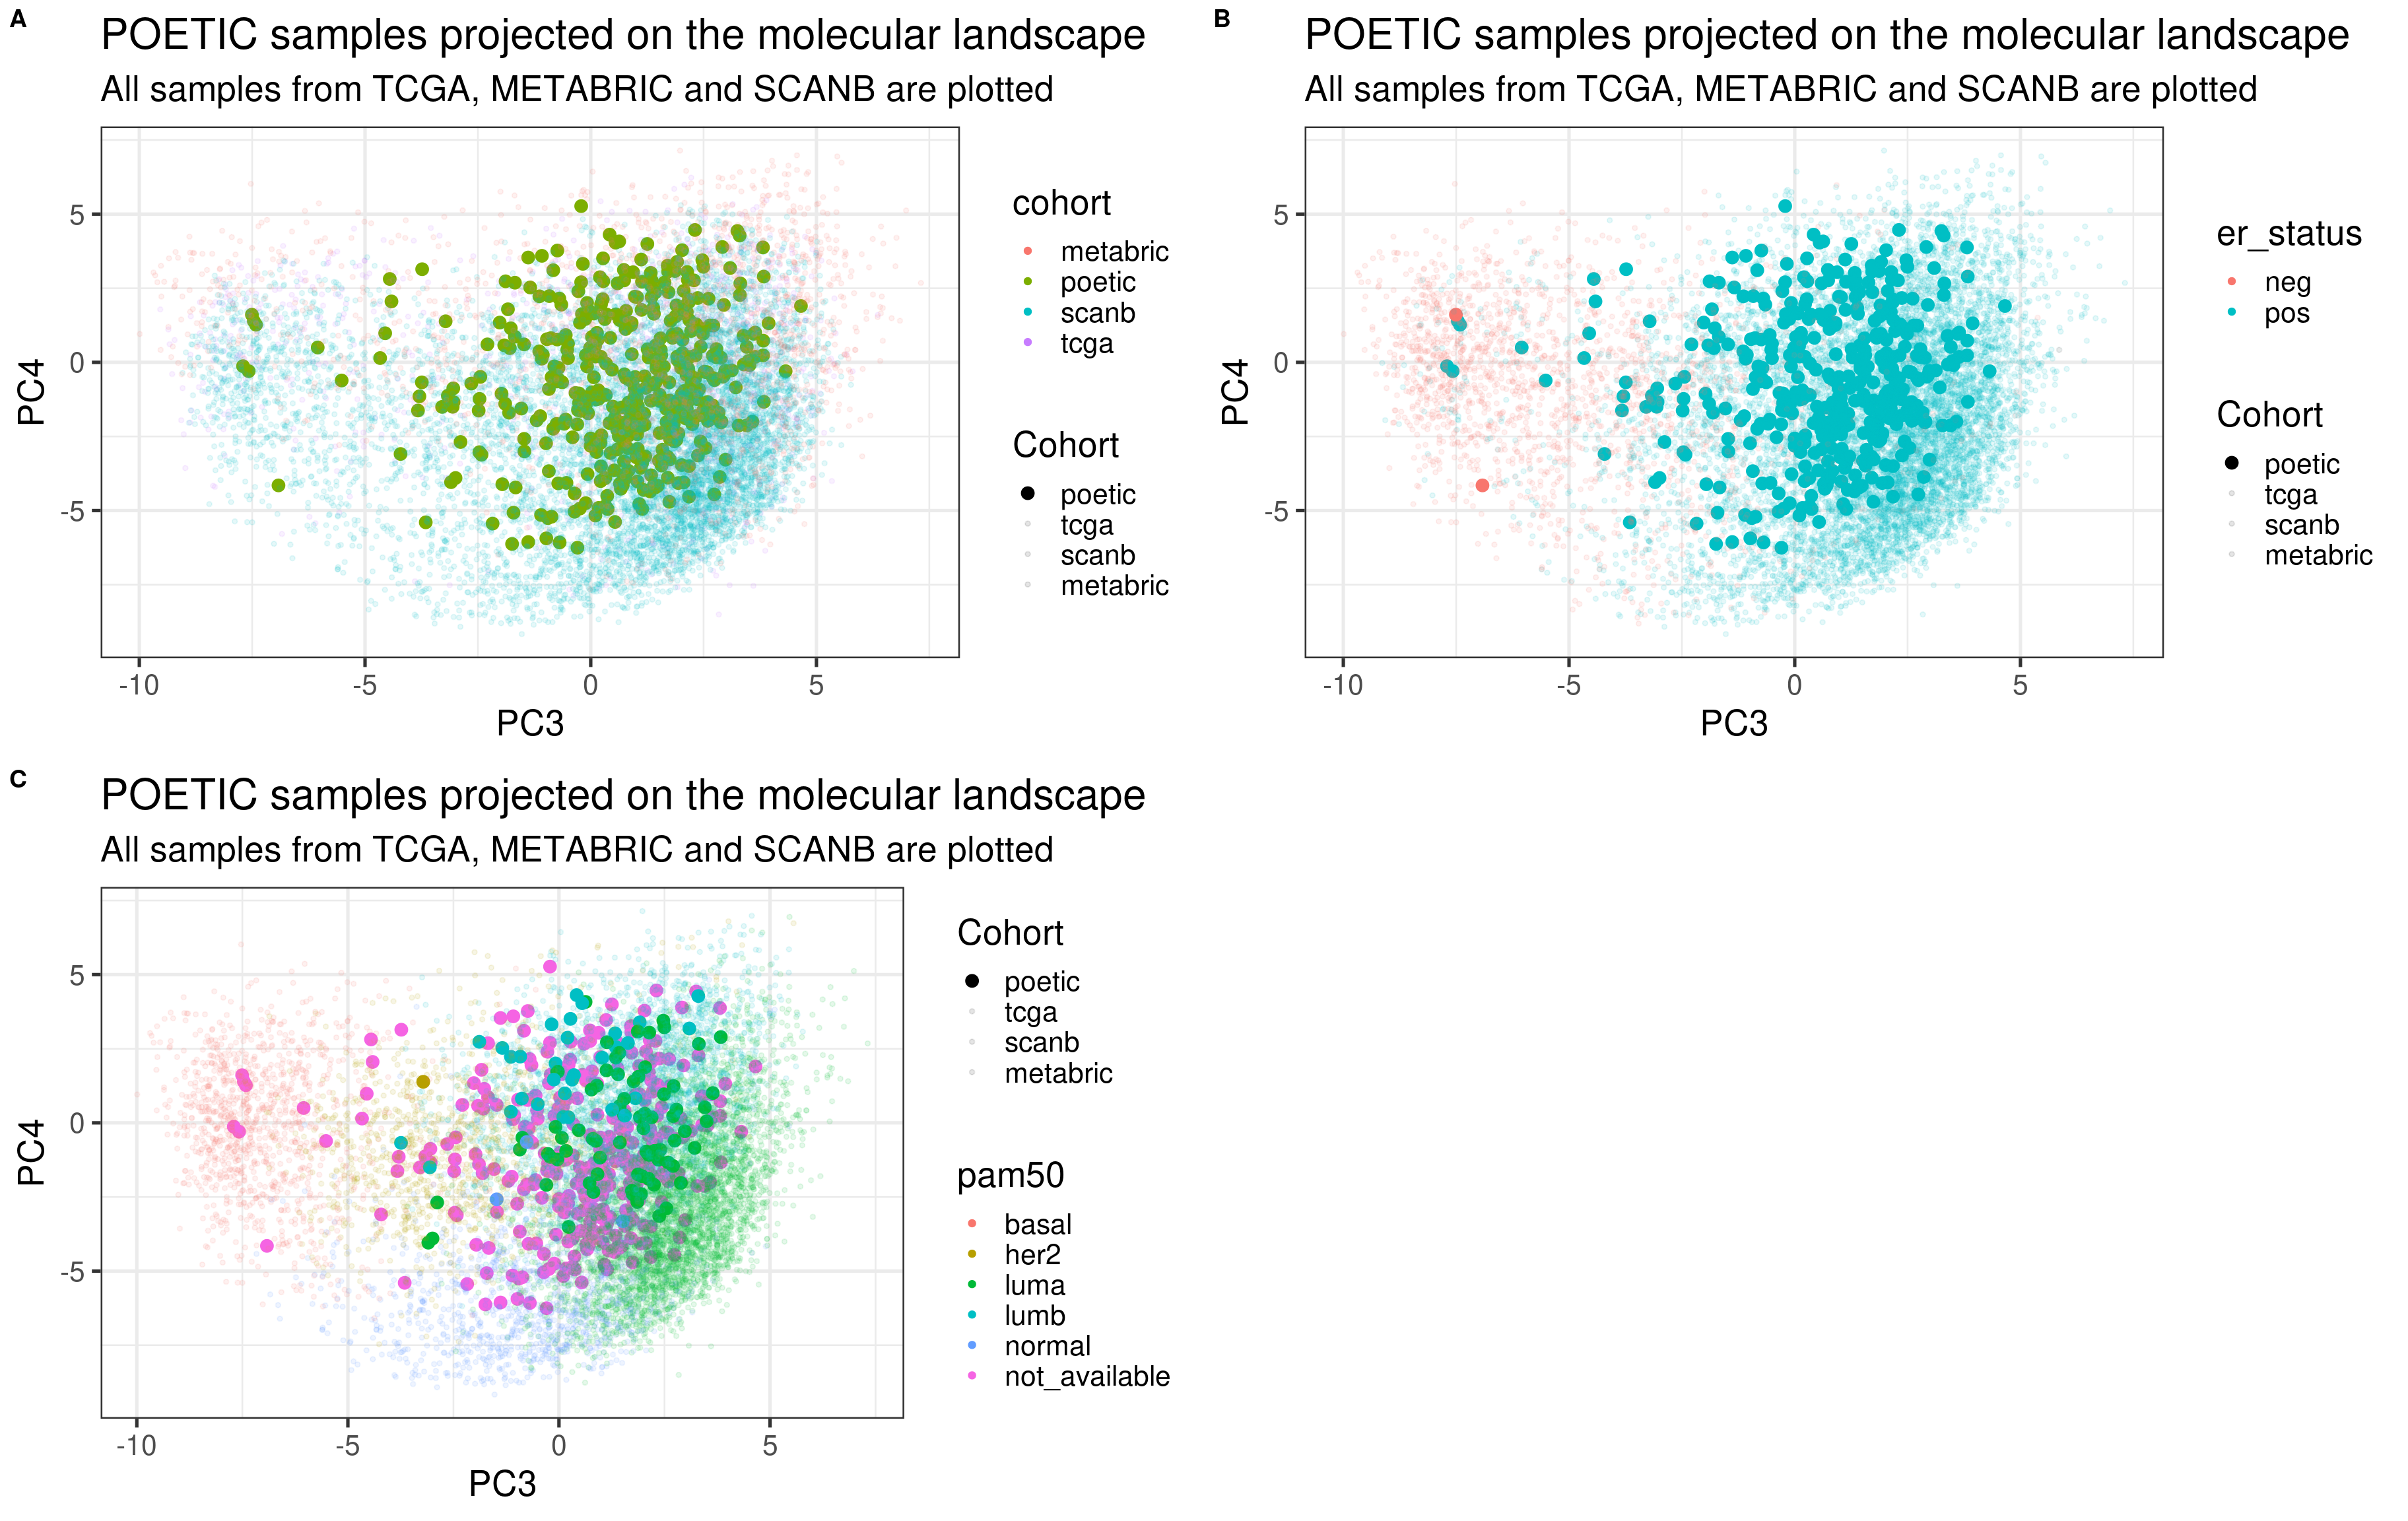 A
POETIC samples projected on the molecular landscape
All samples from TCGA, METABRIC and SCANB are plotted
5
0
-5
PC4
-10
-5
0
5
PC3
cohort
metabric
poetic
scanb
tcga
Cohort
poetic
tcga
scanb
metabric
B
POETIC samples projected on the molecular landscape
All samples from TCGA, METABRIC and SCANB are plotted
5
0
-5
PC4
-10
-5
0
5
PC3
er_status
neg
pos
Cohort
poetic
tcga
scanb
metabric
C
POETIC samples projected on the molecular landscape
All samples from TCGA, METABRIC and SCANB are plotted
5
0
-5
PC4
-10
-5
0
5
PC3
Cohort
poetic
tcga
scanb
metabric
pam50
basal
her2
luma
lumb
normal
not_available